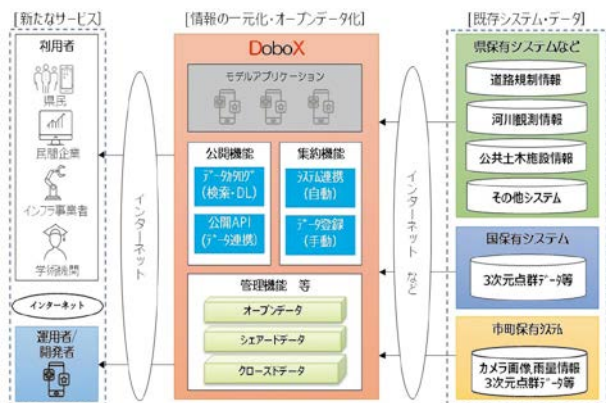 [新たなサービス]
利用者
県民
民間企業
インフラ事業者
学術機関
インターネット
運用者/
開発者
インターネット
[情報の一元化・オープンデータ化]
DoboX
モデルアプリケーション
公開機能
データカタログ
(検索・DL)
公開API
(データ連携)
集約機能
システム連携
(自動)
データ登録
(手動)
管理機能 等
オープンデータ
シェアードデータ
クローズトデータ
インターネット など
[既存システム・データ]
県保有システムなど
道路規制情報
河川観測情報
公共土木施設情報
その他システム
国保有システム
3次元点群データ等
市町保有システム
カメラ画像,雨量情報
3次元点群データ等